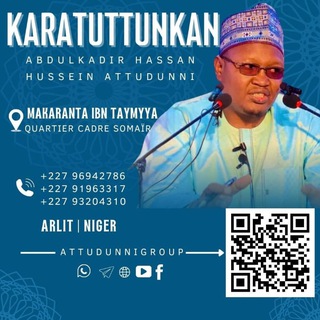 KARATUTTUNKAN
ABDULKADIR HASSAN
HUSSEIN ATTUDUNNI
MAKARANTA IBN TAYMYYA
QUARTIER CADRE SOMAÏR
+227 96942786
+227 91963317
+227 93204310
ARLIT | NIGER
ATTUDUNNIGROUP